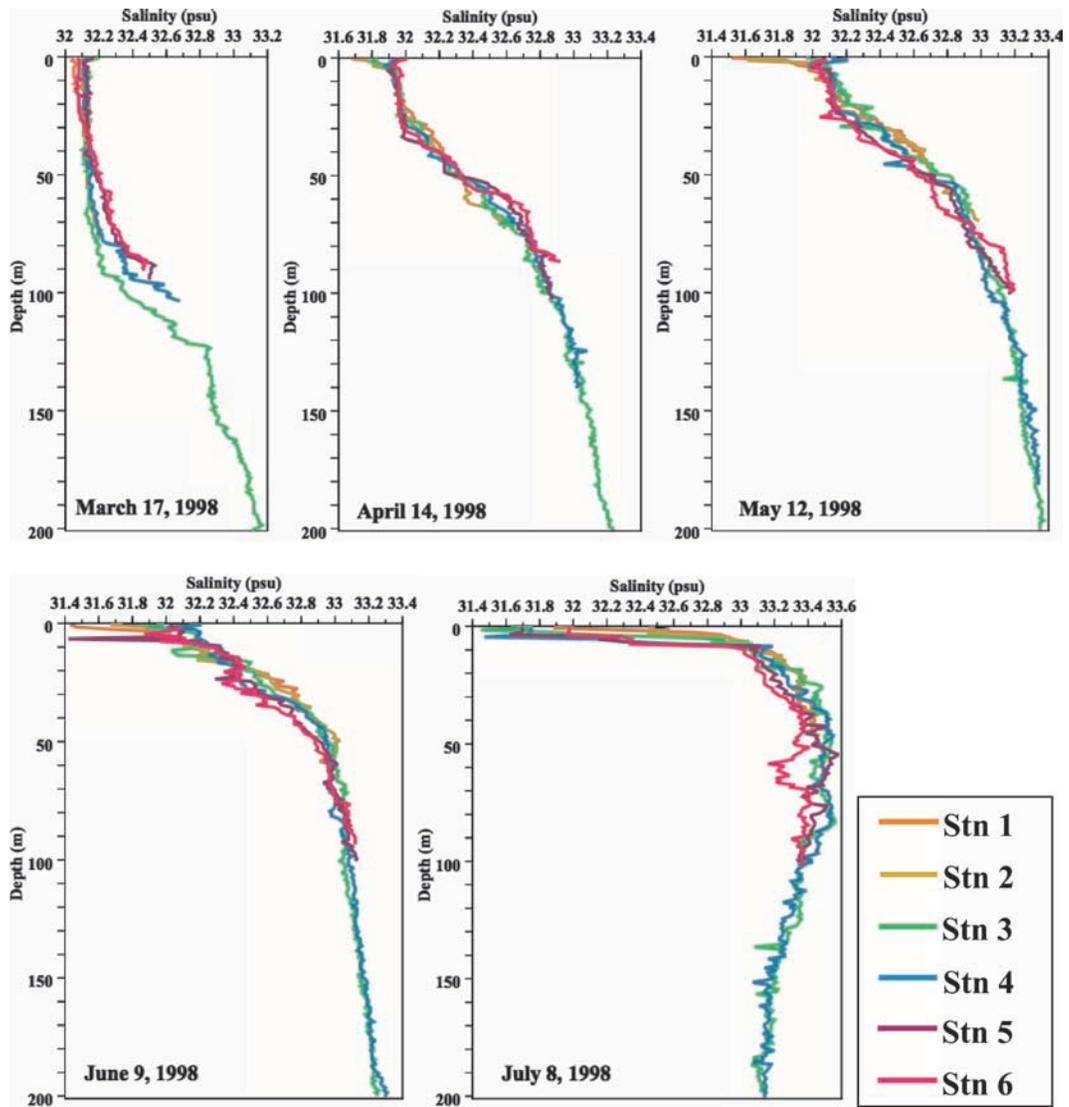 Salinity (psu)
32 32.2 32.4 32.6 32.8 33 33.2
0
50
100
150
200
Depth (m)
March 17, 1998
Salinity (psu)
31.6 31.8 32 32.2 32.4 32.6 32.8 33 33.2 33.4
0
50
100
150
200
Depth (m)
April 14, 1998
Salinity (psu)
31.4 31.6 31.8 32 32.2 32.4 32.6 32.8 33 33.2 33.4
0
50
100
150
200
Depth (m)
May 12, 1998
Salinity (psu)
31.4 31.6 31.8 32 32.2 32.4 32.6 32.8 33 33.2 33.4
0
50
100
150
200
Depth (m)
June 9, 1998
Salinity (psu)
31.4 31.6 31.8 32 32.2 32.4 32.6 32.8 33 33.2 33.4 33.6
0
50
100
150
200
Depth (m)
July 8, 1998
Stn 1
Stn 2
Stn 3
Stn 4
Stn 5
Stn 6